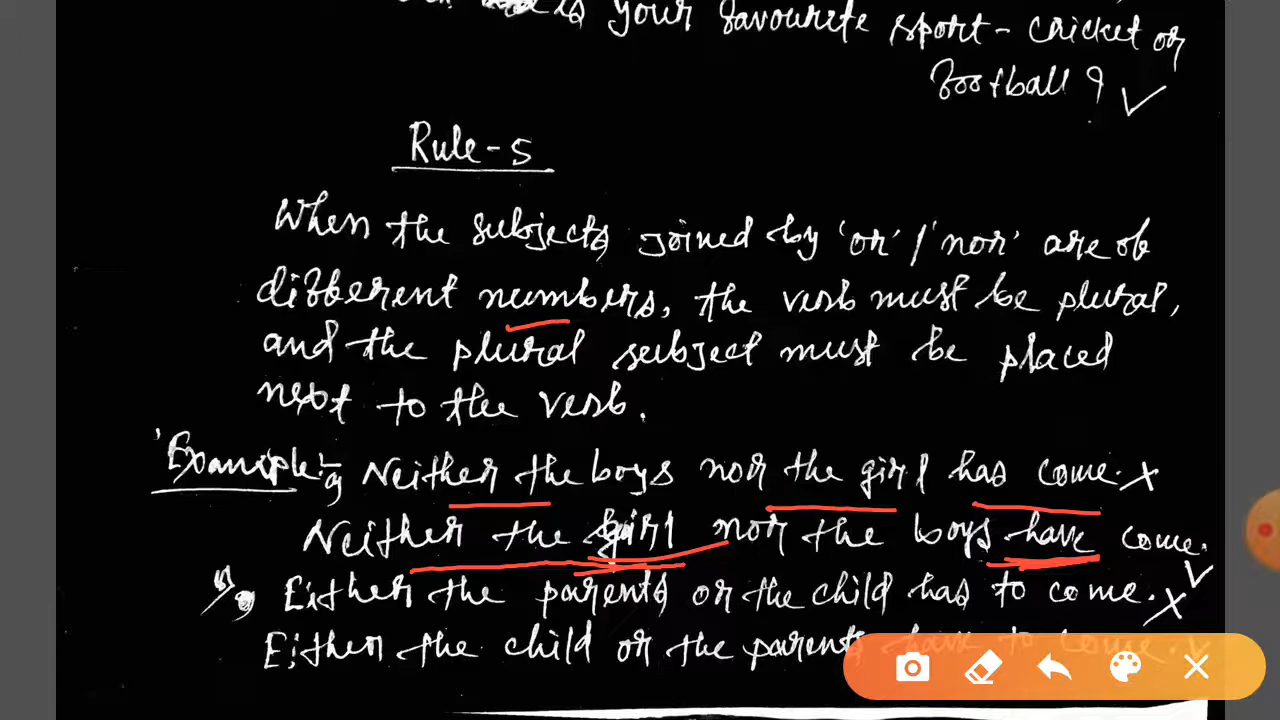 is your favourite sport - cricket or
football ? ✓
Rule - 5
When the subjects joined by 'or' / 'nor' are of
different numbers, the verb must be plural,
and the plural subject must be placed
next to the verb.
Example:- a) Neither the boys nor the girl has come. ×
Neither the girl nor the boys have come. ✓
Either the parents or the child has to come. ×
Either the child or the parents have to come. ✓